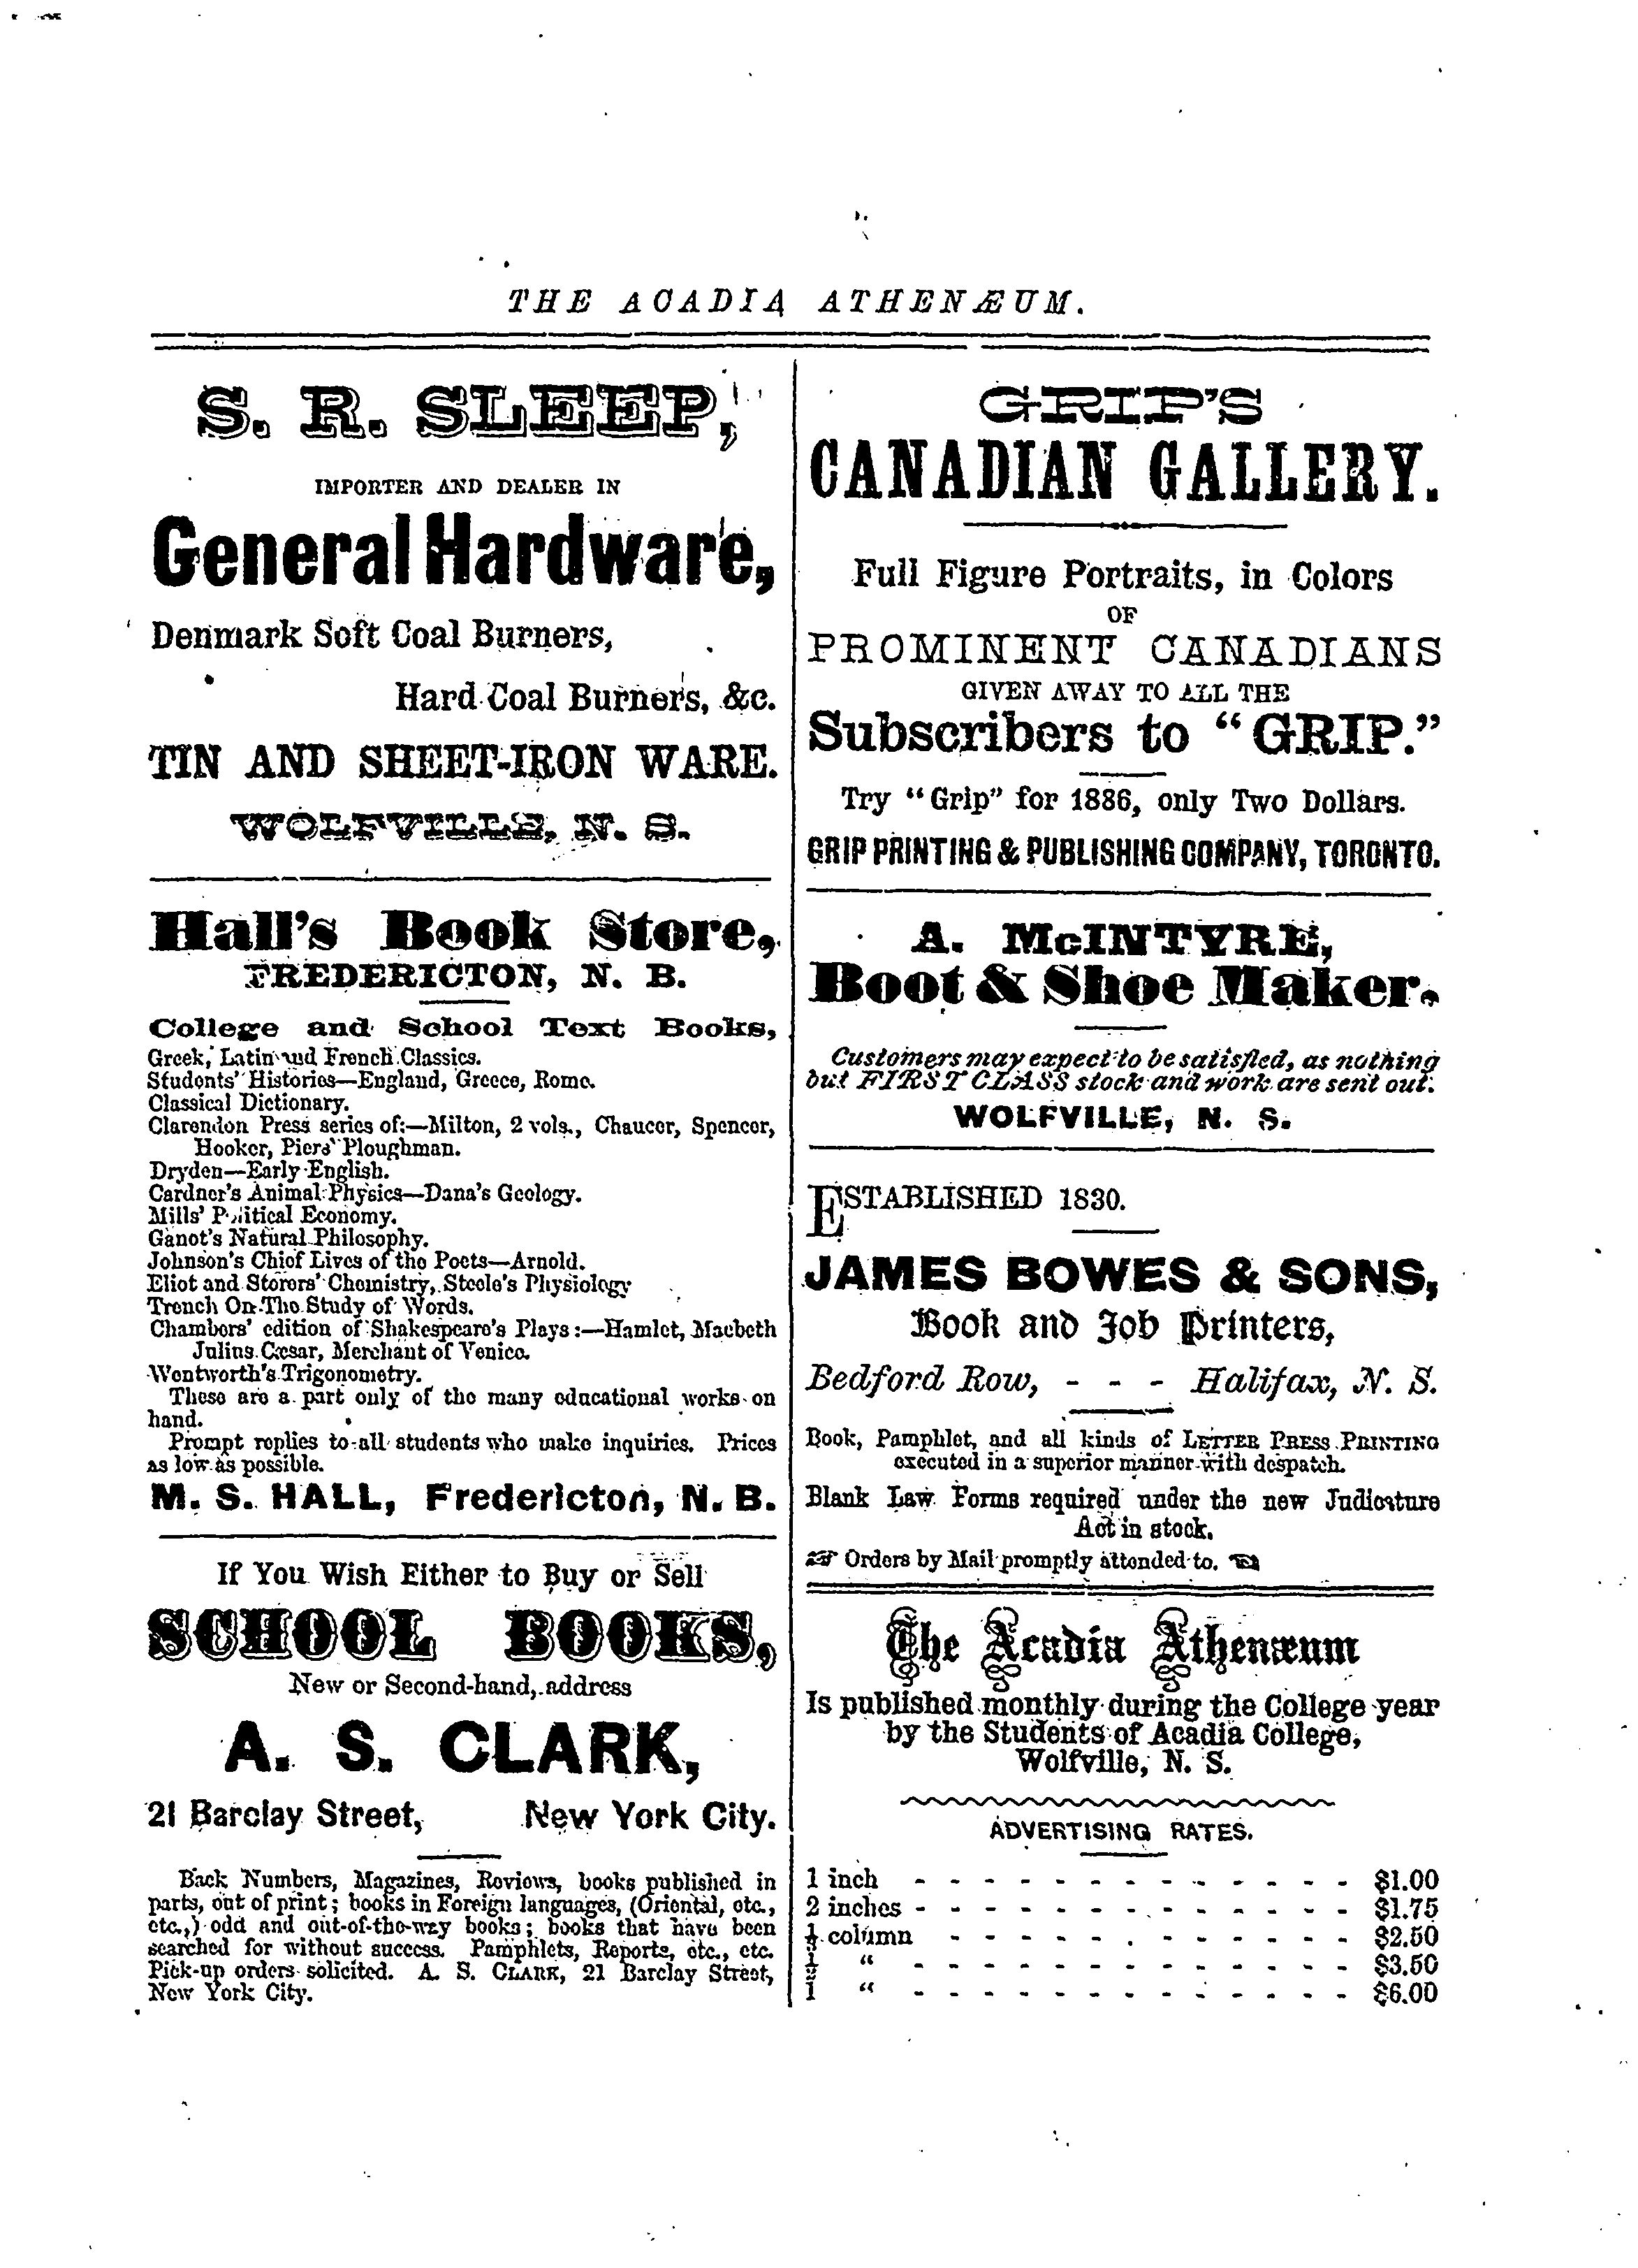 THE ACADIA ATHENÆUM.
S. R. SLEEP,
IMPORTER AND DEALER IN
General Hardware,
Denmark Soft Coal Burners,
Hard Coal Burners, &c.
TIN AND SHEET-IRON WARE.
WOLFVILLE, N. S.
Hall's Book Store,
FREDERICTON, N. B.
College and School Text Books,
Greek, Latin and French Classics.
Students' Histories—England, Greece, Rome.
Classical Dictionary.
Clarendon Press series of:—Milton, 2 vols., Chaucer, Spencer,
Hooker, Piers' Ploughman.
Dryden—Early English.
Cardner's Animal Physics—Dana's Geology.
Mills' Political Economy.
Ganot's Natural Philosophy.
Johnson's Chief Lives of the Poets—Arnold.
Eliot and Storers' Chemistry, Steele's Physiology
Trench On The Study of Words.
Chambers' edition of Shakespeare's Plays:—Hamlet, Macbeth
Julius Cæsar, Merchant of Venice.
Wentworth's Trigonometry.
These are a part only of the many educational works on
hand.
Prompt replies to all students who make inquiries. Prices
as low as possible.
M. S. HALL, Fredericton, N. B.
If You Wish Either to Buy or Sell
SCHOOL BOOKS,
New or Second-hand, address
A. S. CLARK,
21 Barclay Street, New York City.
Back Numbers, Magazines, Reviews, books published in
parts, out of print; books in Foreign languages, (Oriental, etc.,
etc.,) odd and out-of-the-way books; books that have been
searched for without success. Pamphlets, Reports, etc., etc.
Pick-up orders solicited. A. S. CLARK, 21 Barclay Street,
New York City.
GRIP'S
CANADIAN GALLERY.
Full Figure Portraits, in Colors
OF
PROMINENT CANADIANS
GIVEN AWAY TO ALL THE
Subscribers to "GRIP."
Try "Grip" for 1886, only Two Dollars.
GRIP PRINTING & PUBLISHING COMPANY, TORONTO.
A. McINTYRE,
Boot & Shoe Maker.
Customers may expect to be satisfied, as nothing
but FIRST CLASS stock and work are sent out.
WOLFVILLE, N. S.
ESTABLISHED 1830.
JAMES BOWES & SONS,
Book and Job Printers,
Bedford Row, - - - Halifax, N. S.
Book, Pamphlet, and all kinds of LETTER PRESS PRINTING
executed in a superior manner with despatch.
Blank Law Forms required under the new Judicature
Act in stock.
☞ Orders by Mail promptly attended to. ☜
The Acadia Athenæum
Is published monthly during the College year
by the Students of Acadia College,
Wolfville, N. S.
ADVERTISING RATES.
1 inch - - - - - - - - - - - - - $1.00
2 inches - - - - - - - - - - - - - $1.75
column - - - - - - - - - - - - $2.50
½ " - - - - - - - - - - - - - $3.50
1 " - - - - - - - - - - - - - $6.00